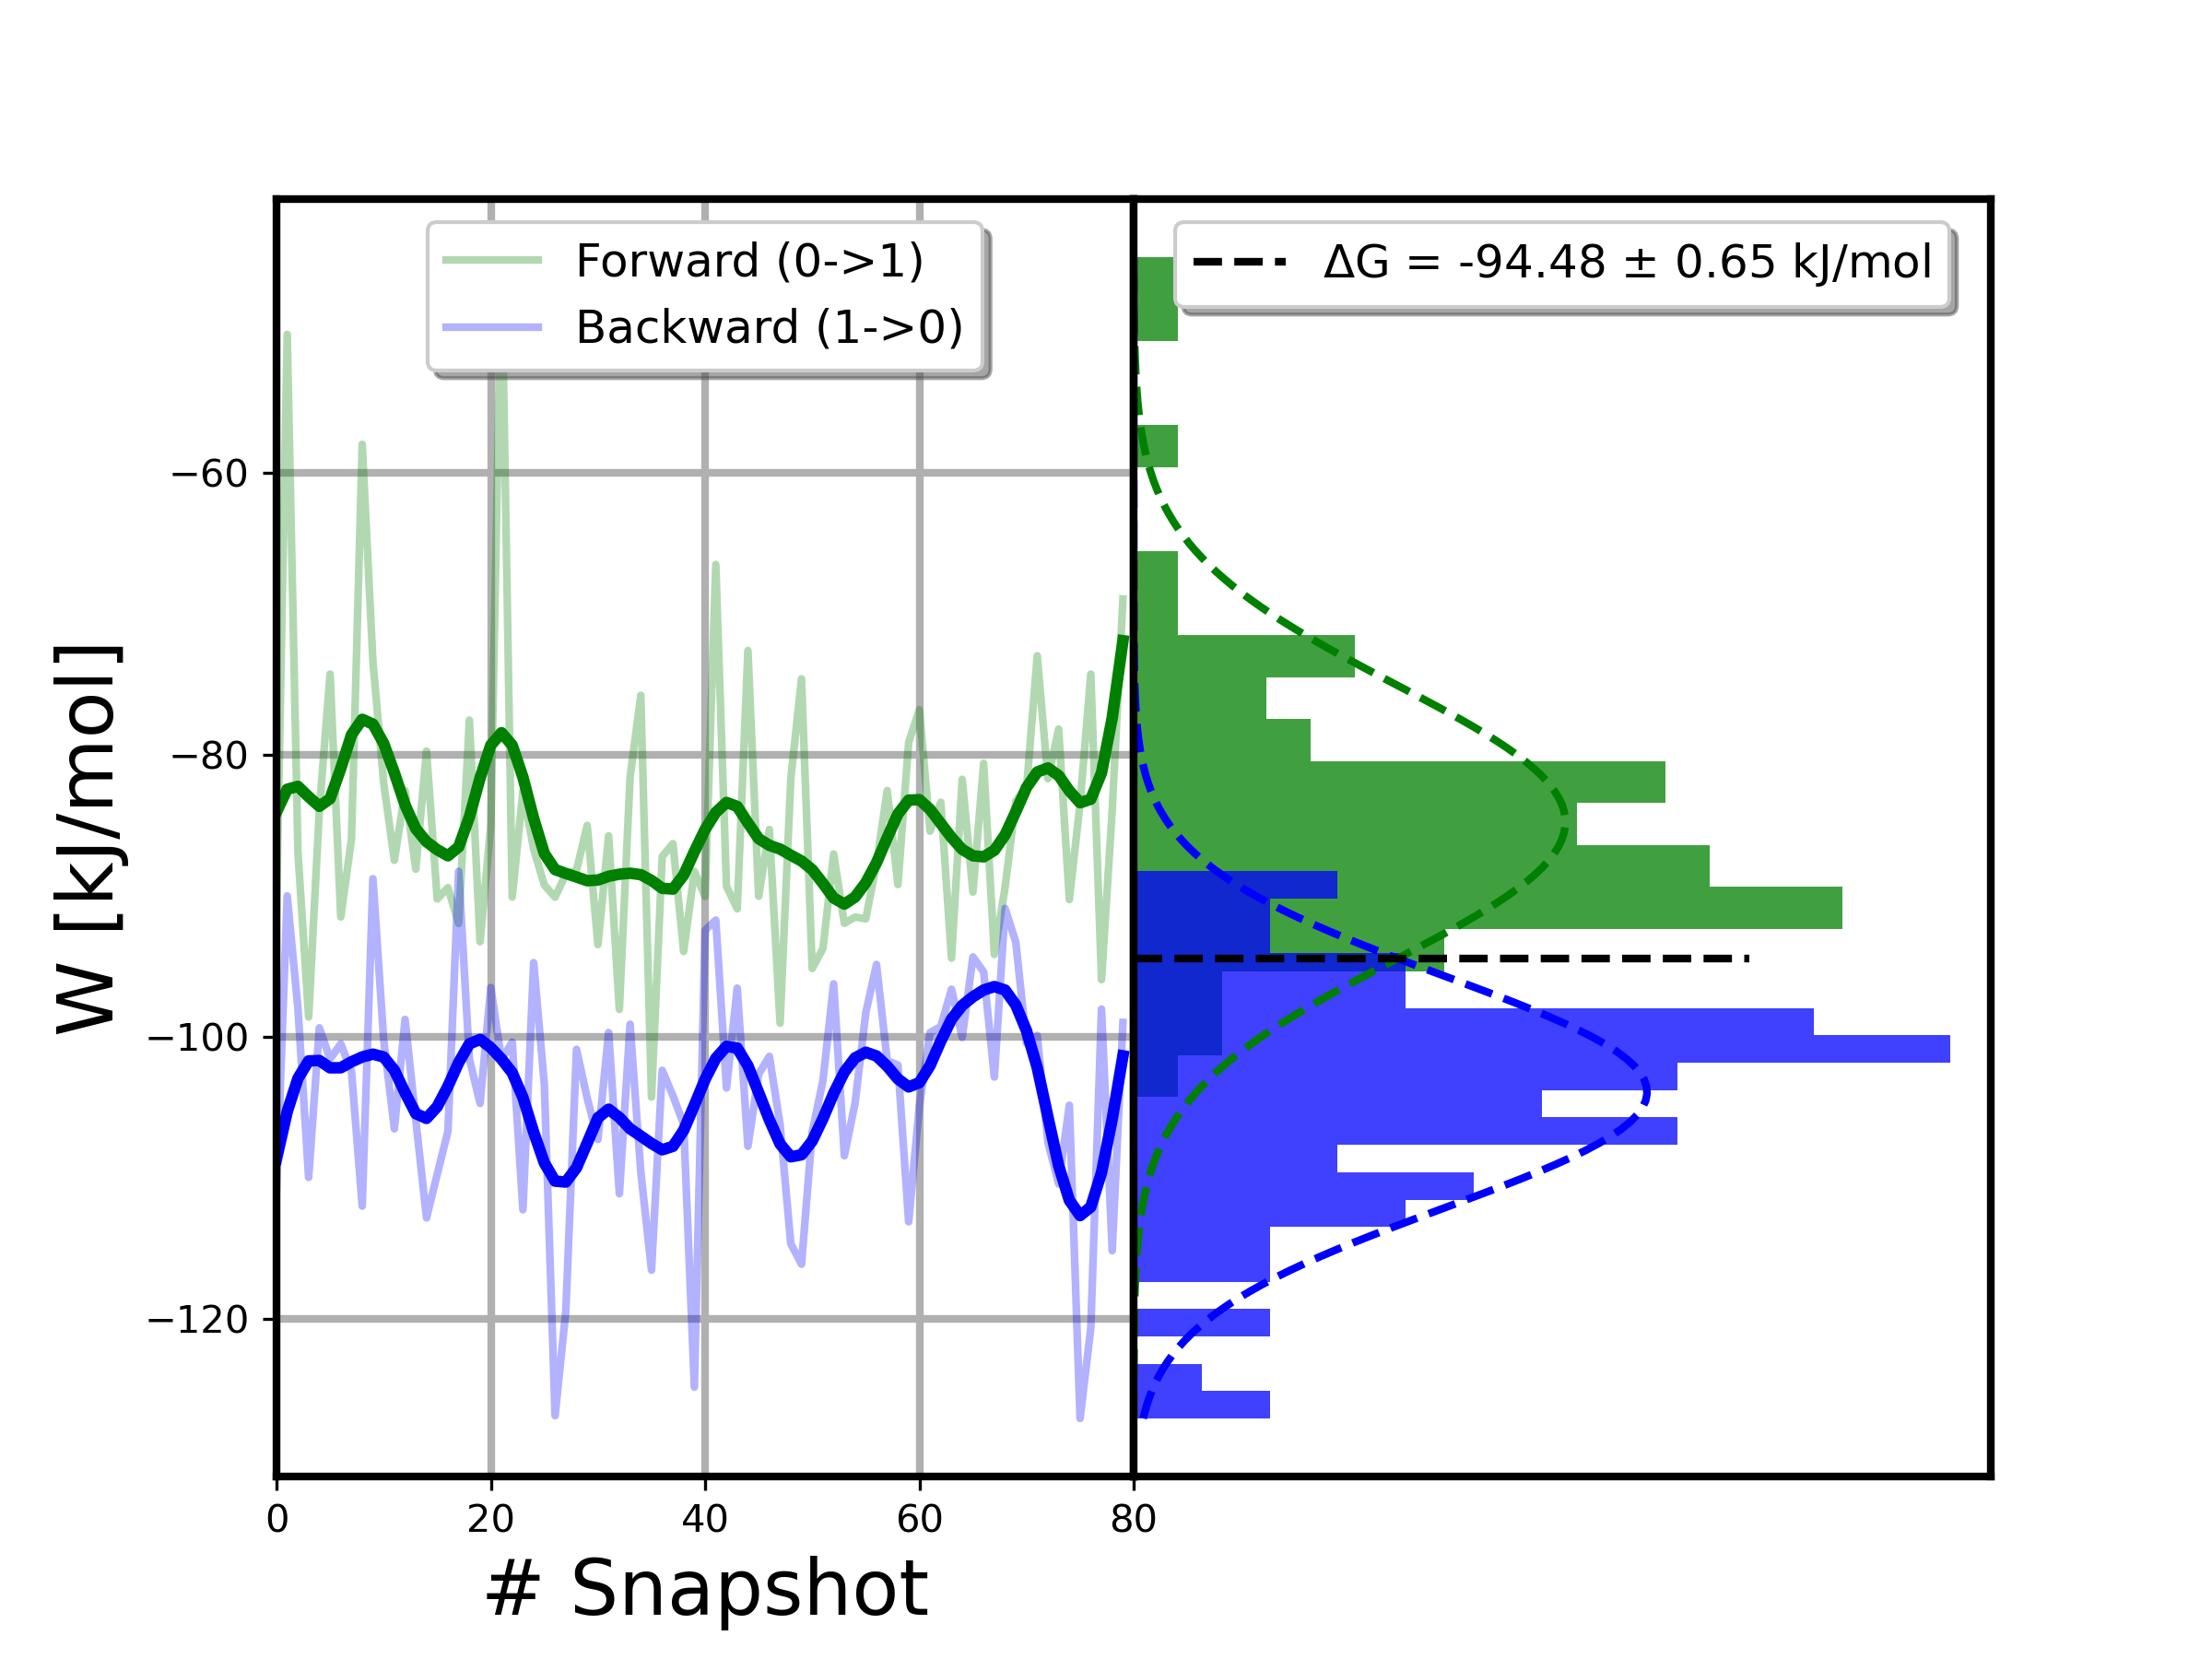 Forward (0->1)
Backward (1->0)
ΔG = -94.48 ± 0.65 kJ/mol
W [kJ/mol]
−60
−80
−100
−120
0 20 40 60 80
# Snapshot